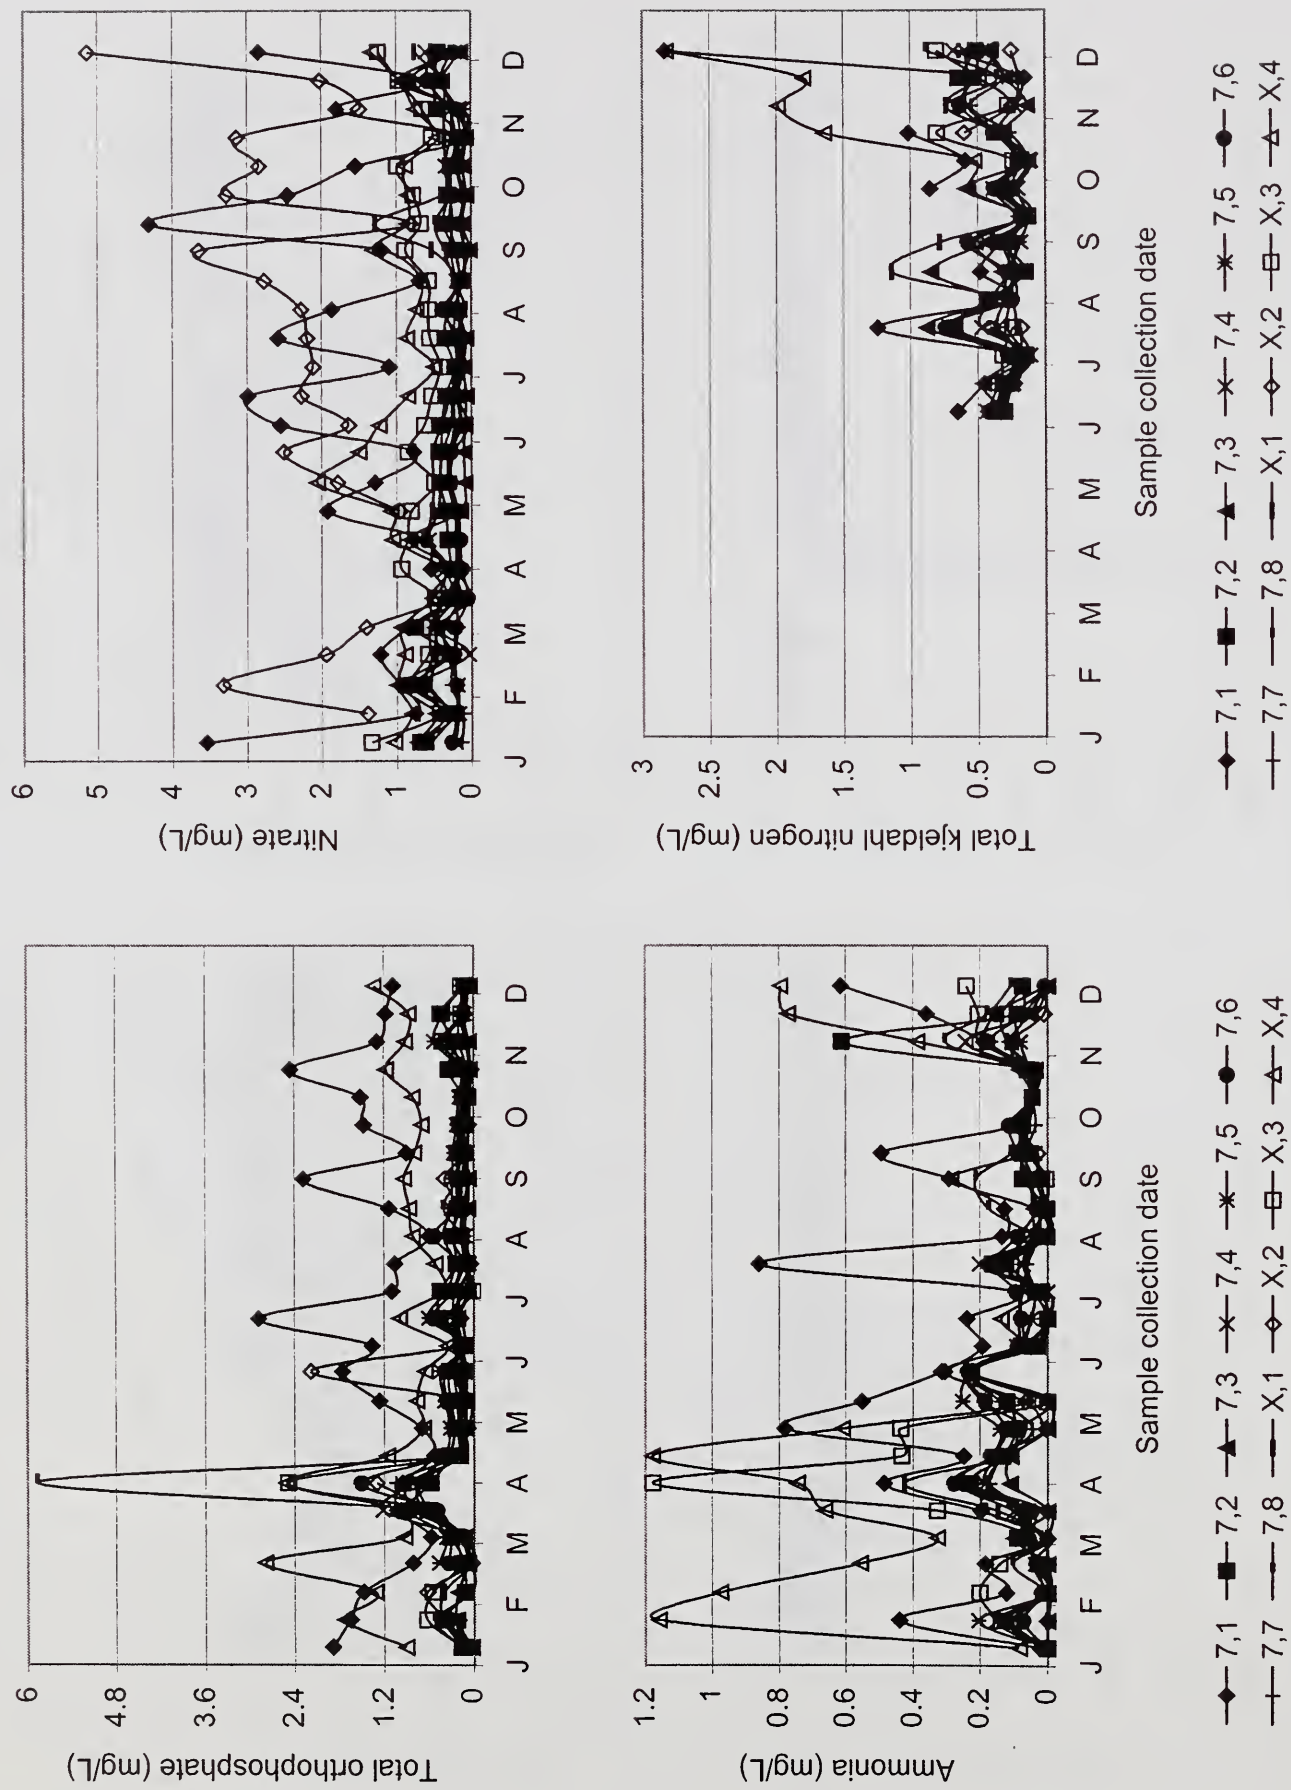 Total orthophosphate (mg/L)
6
4.8
3.6
2.4
1.2
0
J F M A M J J A S O N D
Nitrate (mg/L)
6
5
4
3
2
1
0
J F M A M J J A S O N D
Ammonia (mg/L)
1.2
1
0.8
0.6
0.4
0.2
0
J F M A M J J A S O N D
Sample collection date
7,1 7,2 7,3 7,4 7,5 7,6
7,7 7,8 X,1 X,2 X,3 X,4
Total kjeldahl nitrogen (mg/L)
3
2.5
2
1.5
1
0.5
0
J F M A M J J A S O N D
Sample collection date
7,1 7,2 7,3 7,4 7,5 7,6
7,7 7,8 X,1 X,2 X,3 X,4